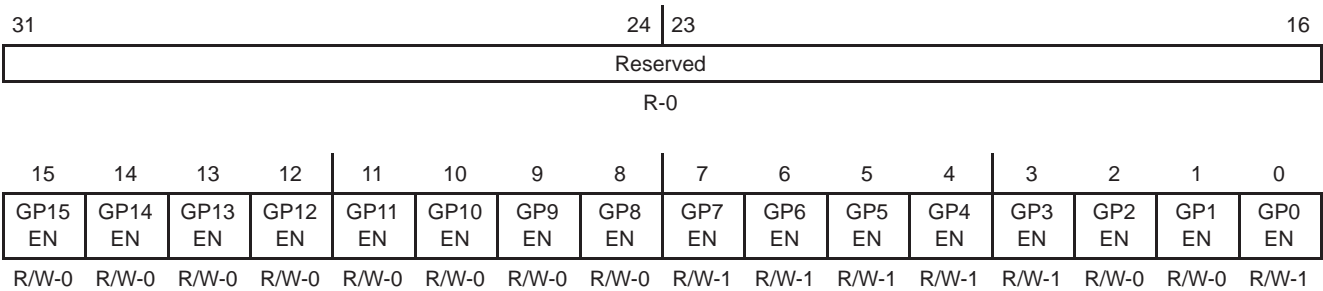 31 24 23 16
Reserved
R-0
15 14 13 12 11 10 9 8 7 6 5 4 3 2 1 0
GP15 GP14 GP13 GP12 GP11 GP10 GP9 GP8 GP7 GP6 GP5 GP4 GP3 GP2 GP1 GP0
EN EN EN EN EN EN EN EN EN EN EN EN EN EN EN EN
R/W-0 R/W-0 R/W-0 R/W-0 R/W-0 R/W-0 R/W-0 R/W-0 R/W-1 R/W-1 R/W-1 R/W-1 R/W-1 R/W-0 R/W-0 R/W-1